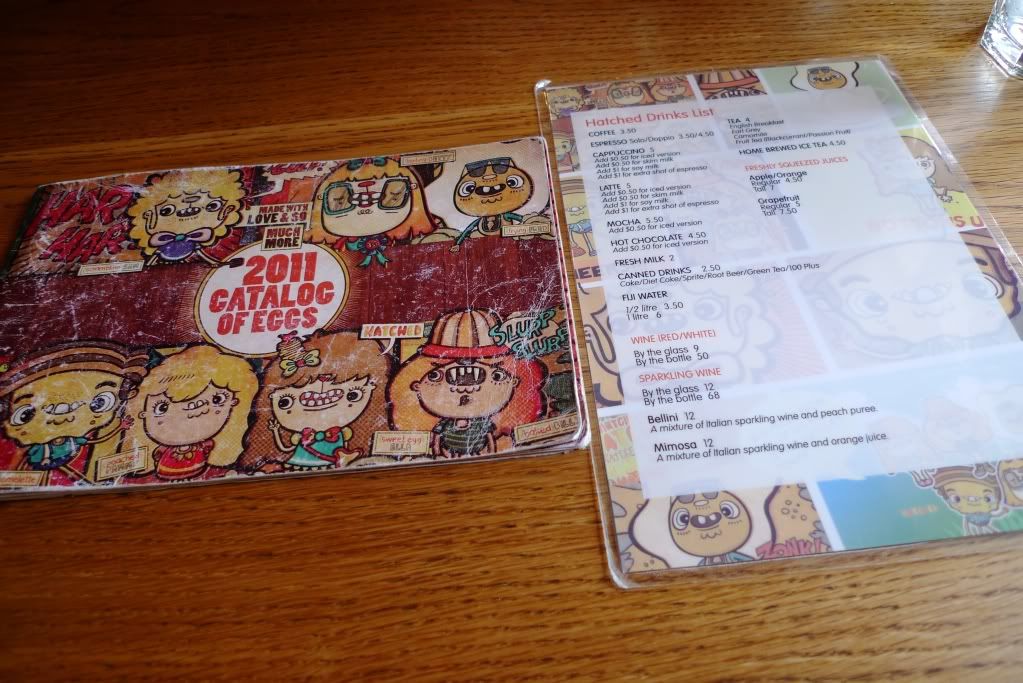 MADE WITH
LOVE & SO
MUCH
MORE
2011
CATALOG
OF EGGS
HATCHED
SLURP
SLURP
sweet egg
Hatched Drinks List
COFFEE 3.50
ESPRESSO Solo/Doppio 3.50/4.50
CAPPUCCINO 5
Add $0.50 for iced version
Add $0.50 for skim milk
Add $1 for soy milk
Add $1 for extra shot of espresso
LATTE 5
Add $0.50 for iced version
Add $0.50 for skim milk
Add $1 for soy milk
Add $1 for extra shot of espresso
MOCHA 5.50
Add $0.50 for iced version
HOT CHOCOLATE 4.50
Add $0.50 for iced version
FRESH MILK 2
CANNED DRINKS 2.50
Coke/Diet Coke/Sprite/Root Beer/Green Tea/100 Plus
FIJI WATER
1/2 litre 3.50
1 litre 6
WINE (RED/WHITE)
By the glass 9
By the bottle 50
SPARKLING WINE
By the glass 12
By the bottle 68
Bellini 12
A mixture of Italian sparkling wine and peach puree.
Mimosa 12
A mixture of Italian sparkling wine and orange juice.
TEA 4
English Breakfast
Earl Grey
Camomile
Fruit Tea (Blackcurrant/Passion Fruit)
HOME BREWED ICE TEA 4.50
FRESHLY SQUEEZED JUICES
Apple/Orange
Regular 4.50
Tall 7
Grapefruit
Regular 5
Tall 7.50
ZONK!